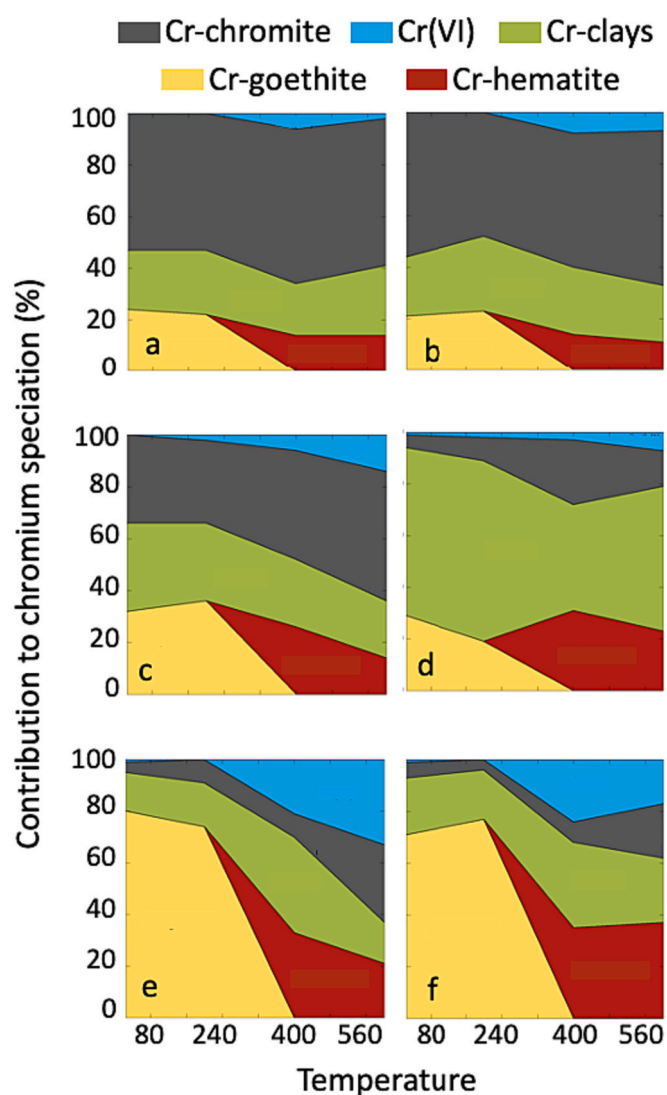 Cr-chromite Cr(VI) Cr-clays
Cr-goethite Cr-hematite
Contribution to chromium speciation (%)
100
80
60
40
20
0
a b
100
80
60
40
20
0
c d
100
80
60
40
20
0
e f
80 240 400 560 80 240 400 560
Temperature